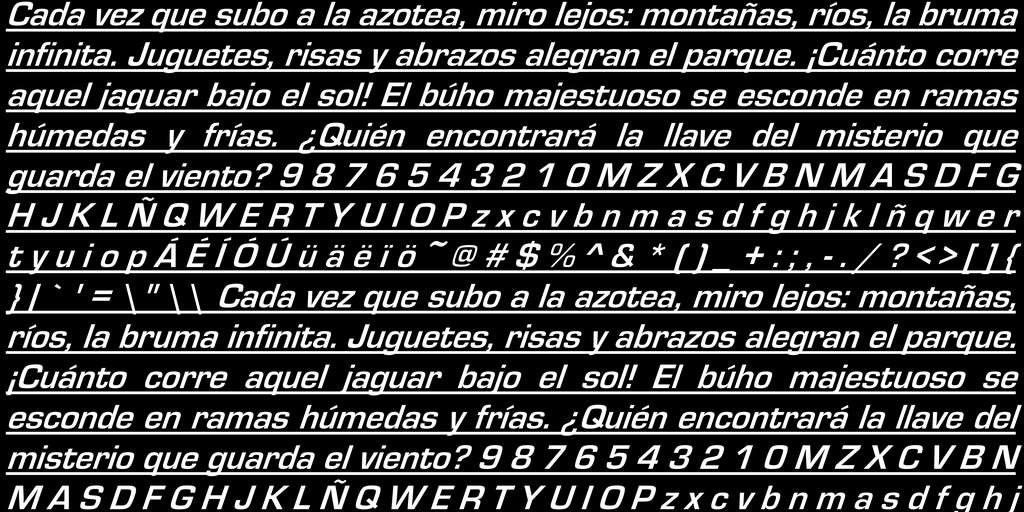 Cada vez que subo a la azotea, miro lejos: montañas, ríos, la bruma
infinita. Juguetes, risas y abrazos alegran el parque. ¡Cuánto corre
aquel jaguar bajo el sol! El búho majestuoso se esconde en ramas
húmedas y frías. ¿Quién encontrará la llave del misterio que
guarda el viento? 9 8 7 6 5 4 3 2 1 0 M Z X C V B N M A S D F G
H J K L Ñ Q W E R T Y U I O P z x c v b n m a s d f g h j k l ñ q w e r
t y u i o p Á É Í Ó Ú ü ä ë ï ö ~ @ # $ % ^ & * ( ) _ + : ; , - . / ? < > [ ] {
} | ` ' = \ " \ \ Cada vez que subo a la azotea, miro lejos: montañas,
ríos, la bruma infinita. Juguetes, risas y abrazos alegran el parque.
¡Cuánto corre aquel jaguar bajo el sol! El búho majestuoso se
esconde en ramas húmedas y frías. ¿Quién encontrará la llave del
misterio que guarda el viento? 9 8 7 6 5 4 3 2 1 0 M Z X C V B N
M A S D F G H J K L Ñ Q W E R T Y U I O P z x c v b n m a s d f g h j